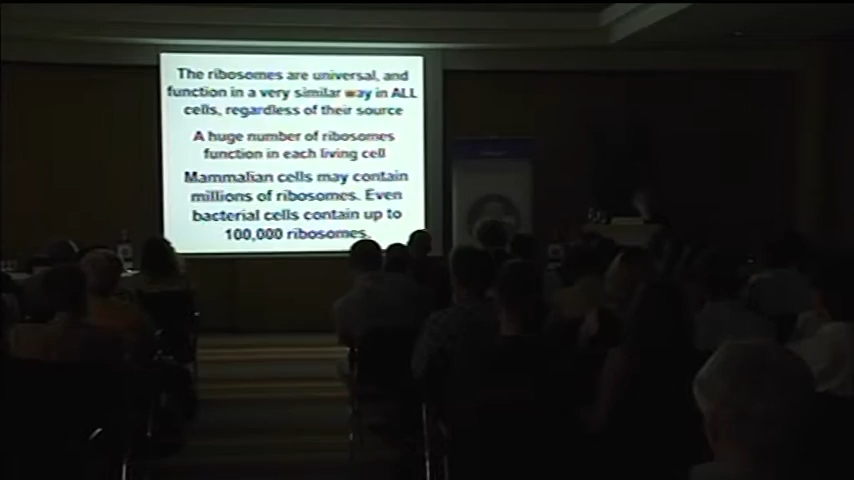 The ribosomes are universal, and
function in a very similar way in ALL
cells, regardless of their source
A huge number of ribosomes
function in each living cell
Mammalian cells may contain
millions of ribosomes. Even
bacterial cells contain up to
100,000 ribosomes.